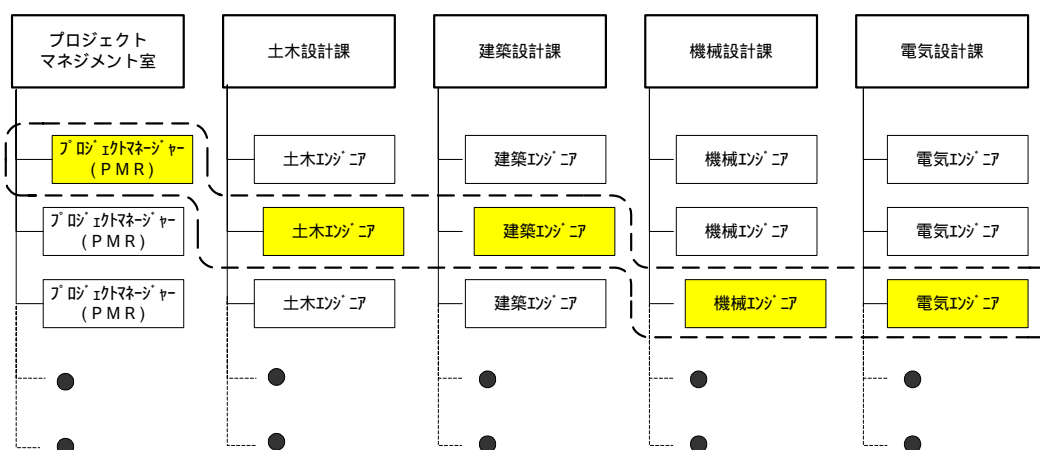 プロジェクト
マネジメント室
土木設計課
建築設計課
機械設計課
電気設計課
ﾌﾟﾛｼﾞｪｸﾄﾏﾈｰｼﾞｬｰ
(ＰＭＲ)
土木ｴﾝｼﾞﾆｱ
建築ｴﾝｼﾞﾆｱ
機械ｴﾝｼﾞﾆｱ
電気ｴﾝｼﾞﾆｱ
ﾌﾟﾛｼﾞｪｸﾄﾏﾈｰｼﾞｬｰ
(ＰＭＲ)
土木ｴﾝｼﾞﾆｱ
建築ｴﾝｼﾞﾆｱ
機械ｴﾝｼﾞﾆｱ
電気ｴﾝｼﾞﾆｱ
ﾌﾟﾛｼﾞｪｸﾄﾏﾈｰｼﾞｬｰ
(ＰＭＲ)
土木ｴﾝｼﾞﾆｱ
建築ｴﾝｼﾞﾆｱ
機械ｴﾝｼﾞﾆｱ
電気ｴﾝｼﾞﾆｱ